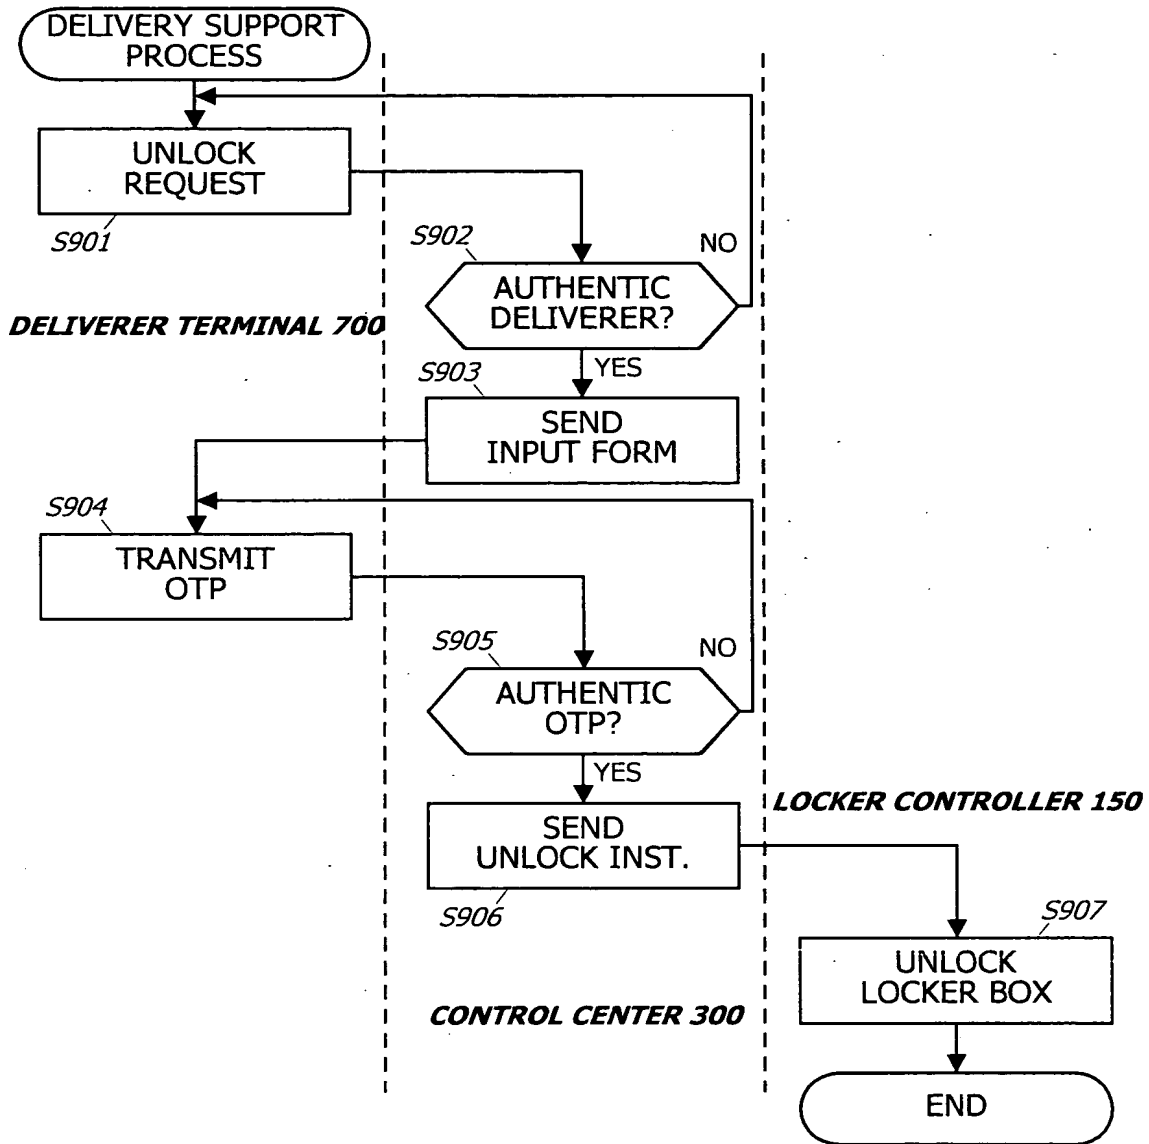 DELIVERY SUPPORT
PROCESS
UNLOCK
REQUEST
S901
S902
NO
AUTHENTIC
DELIVERER?
DELIVERER TERMINAL 700
YES
S903
SEND
INPUT FORM
S904
TRANSMIT
OTP
S905
NO
AUTHENTIC
OTP?
YES
LOCKER CONTROLLER 150
SEND
UNLOCK INST.
S906
S907
UNLOCK
LOCKER BOX
CONTROL CENTER 300
END